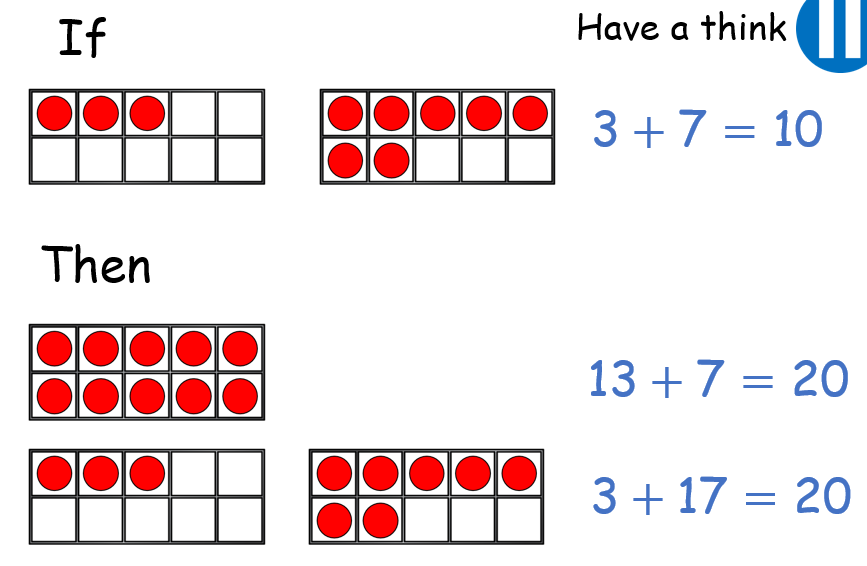 If
Have a think
3 + 7 = 10
Then
13 + 7 = 20
3 + 17 = 20